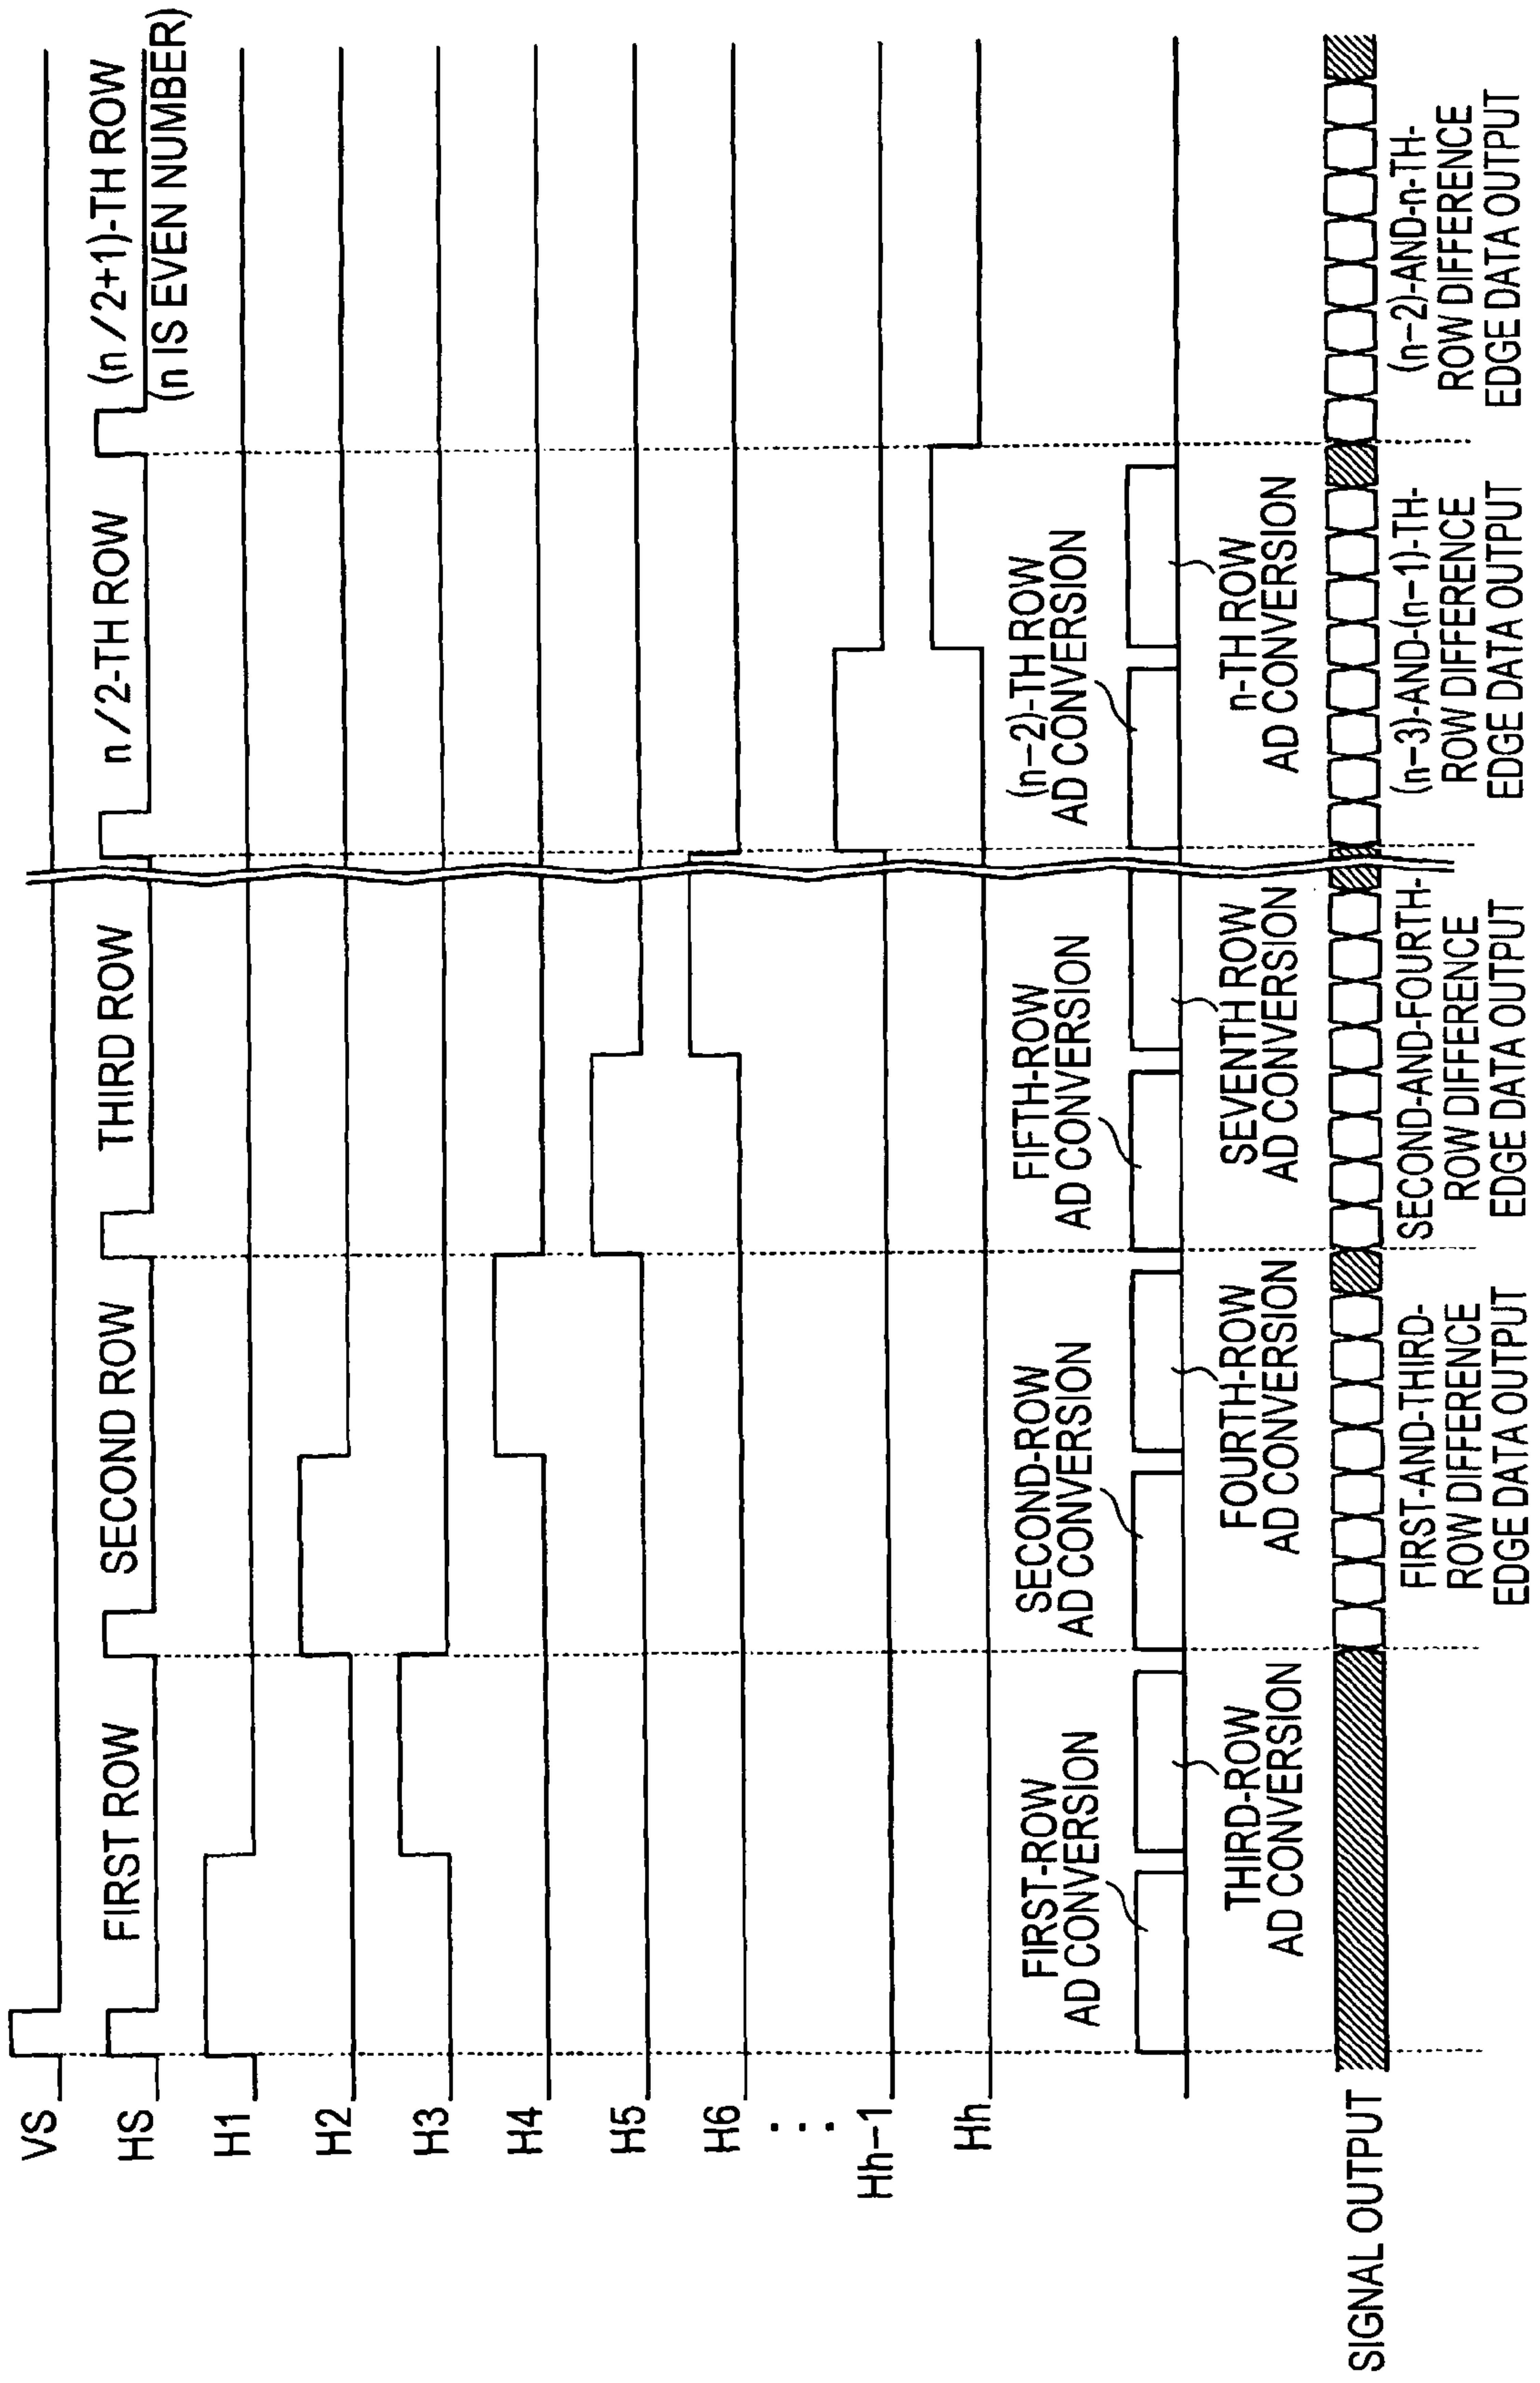 VS
HS
FIRST ROW
SECOND ROW
THIRD ROW
n/2-TH ROW
(n/2+1)-TH ROW
(n IS EVEN NUMBER)
H1
H2
H3
H4
H5
H6
⋮
Hh-1
Hh
FIRST-ROW
AD CONVERSION
SECOND-ROW
AD CONVERSION
FIFTH-ROW
AD CONVERSION
(n-2)-TH ROW
AD CONVERSION
THIRD-ROW
AD CONVERSION
FOURTH-ROW
AD CONVERSION
SEVENTH ROW
AD CONVERSION
n-TH ROW
AD CONVERSION
SIGNAL OUTPUT
FIRST-AND-THIRD-
ROW DIFFERENCE
EDGE DATA OUTPUT
SECOND-AND-FOURTH-
ROW DIFFERENCE
EDGE DATA OUTPUT
(n-3)-AND-(n-1)-TH-
ROW DIFFERENCE
EDGE DATA OUTPUT
(n-2)-AND-n-TH-
ROW DIFFERENCE
EDGE DATA OUTPUT